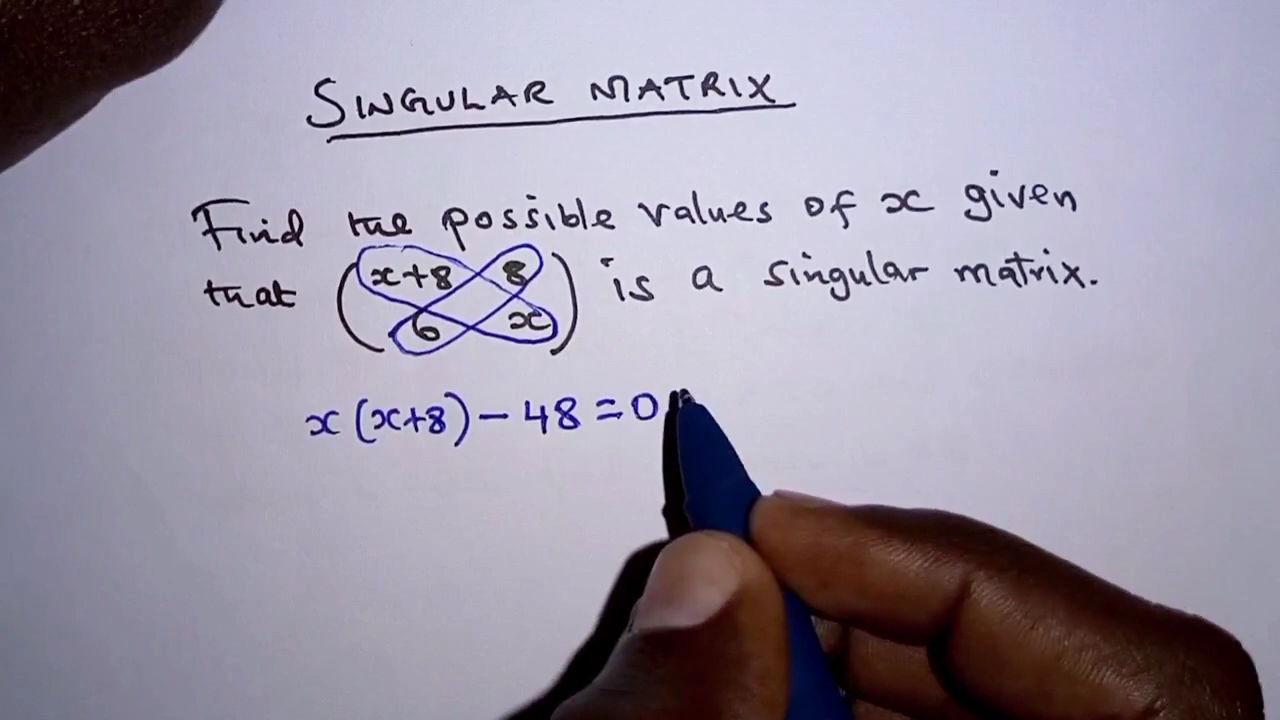 SINGULAR MATRIX
Find the possible values of x given
that (x+8 8
6 x) is a singular matrix.
x(x+8) - 48 = 0